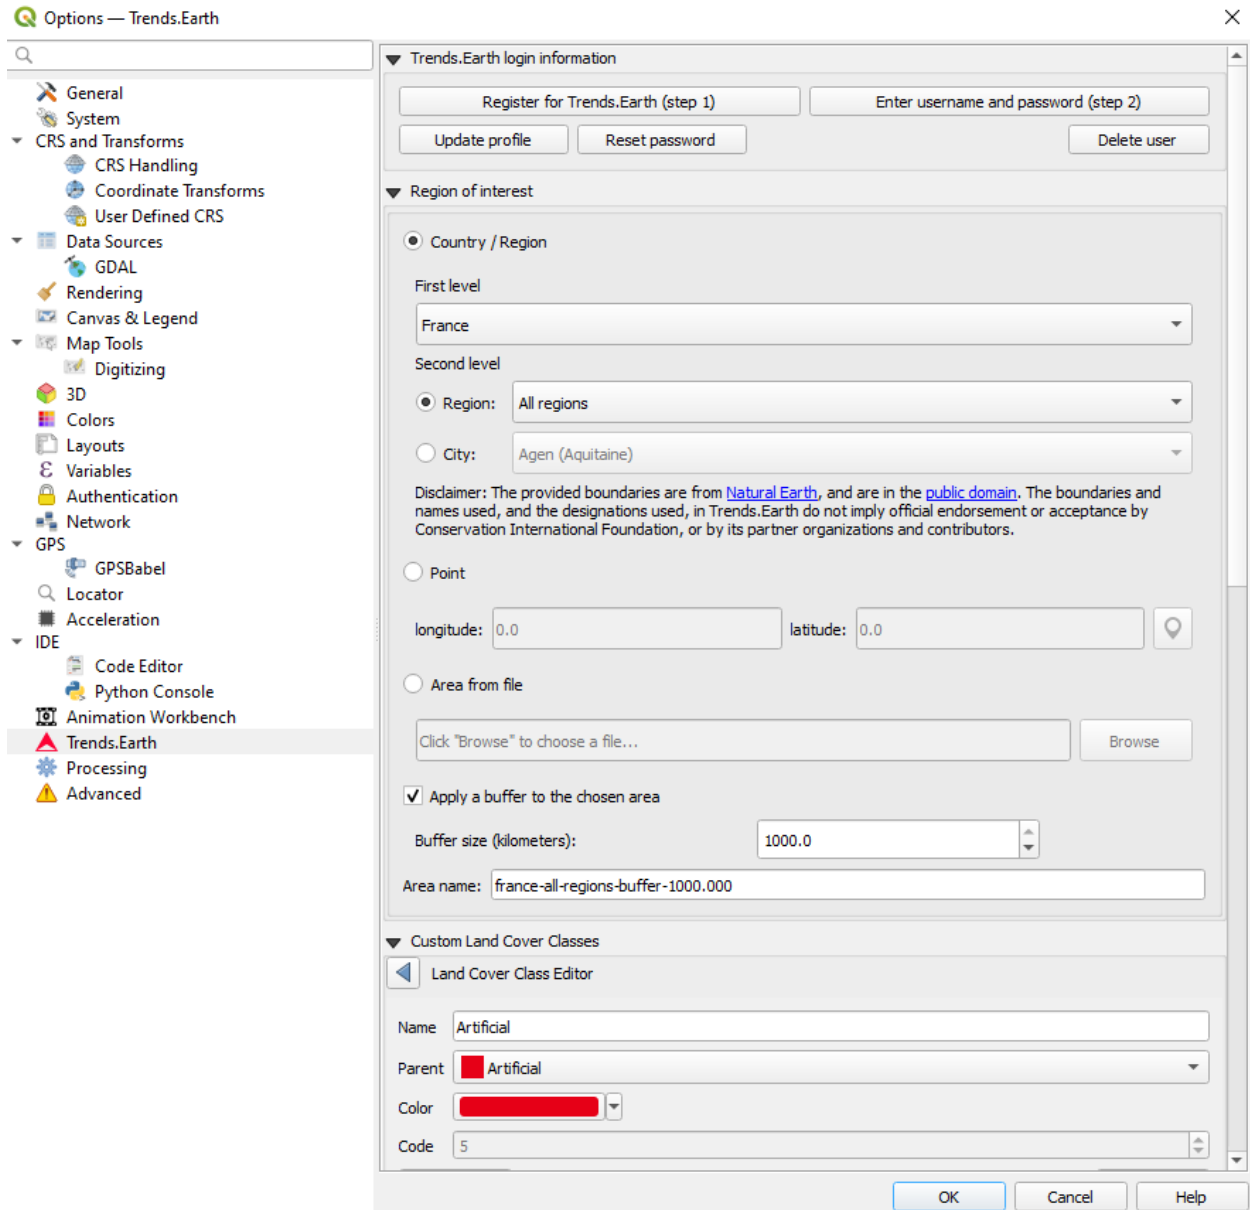 Options — Trends.Earth
General
System
CRS and Transforms
CRS Handling
Coordinate Transforms
User Defined CRS
Data Sources
GDAL
Rendering
Canvas & Legend
Map Tools
Digitizing
3D
Colors
Layouts
Variables
Authentication
Network
GPS
GPSBabel
Locator
Acceleration
IDE
Code Editor
Python Console
Animation Workbench
Trends.Earth
Processing
Advanced
Trends.Earth login information
Register for Trends.Earth (step 1)
Enter username and password (step 2)
Update profile
Reset password
Delete user
Region of interest
Country / Region
First level
France
Second level
Region: All regions
City: Agen (Aquitaine)
Disclaimer: The provided boundaries are from Natural Earth, and are in the public domain. The boundaries and
names used, and the designations used, in Trends.Earth do not imply official endorsement or acceptance by
Conservation International Foundation, or by its partner organizations and contributors.
Point
longitude: 0.0 latitude: 0.0
Area from file
Click "Browse" to choose a file... Browse
Apply a buffer to the chosen area
Buffer size (kilometers): 1000.0
Area name: france-all-regions-buffer-1000.000
Custom Land Cover Classes
Land Cover Class Editor
Name Artificial
Parent Artificial
Color
Code 5
OK Cancel Help